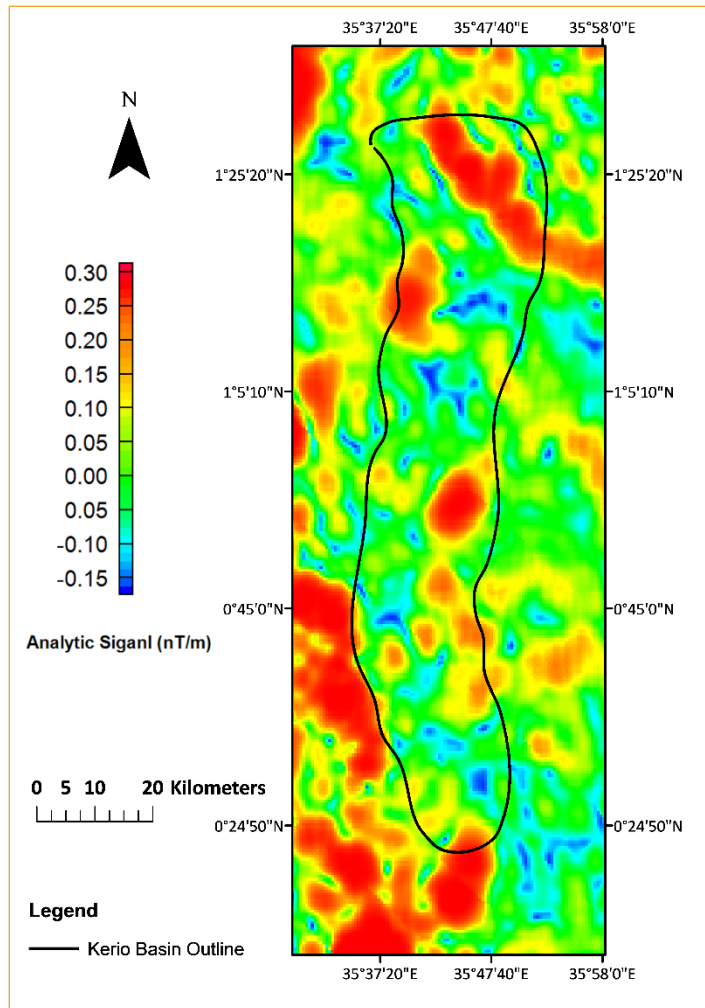 35°37'20"E 35°47'40"E 35°58'0"E
N
1°25'20"N 1°25'20"N
0.30
0.25
0.20
0.15
0.10
0.05
0.00
0.05
-0.10
-0.15
1°5'10"N 1°5'10"N
0°45'0"N 0°45'0"N
Analytic Siganl (nT/m)
0 5 10 20 Kilometers
0°24'50"N 0°24'50"N
Legend
Kerio Basin Outline
35°37'20"E 35°47'40"E 35°58'0"E